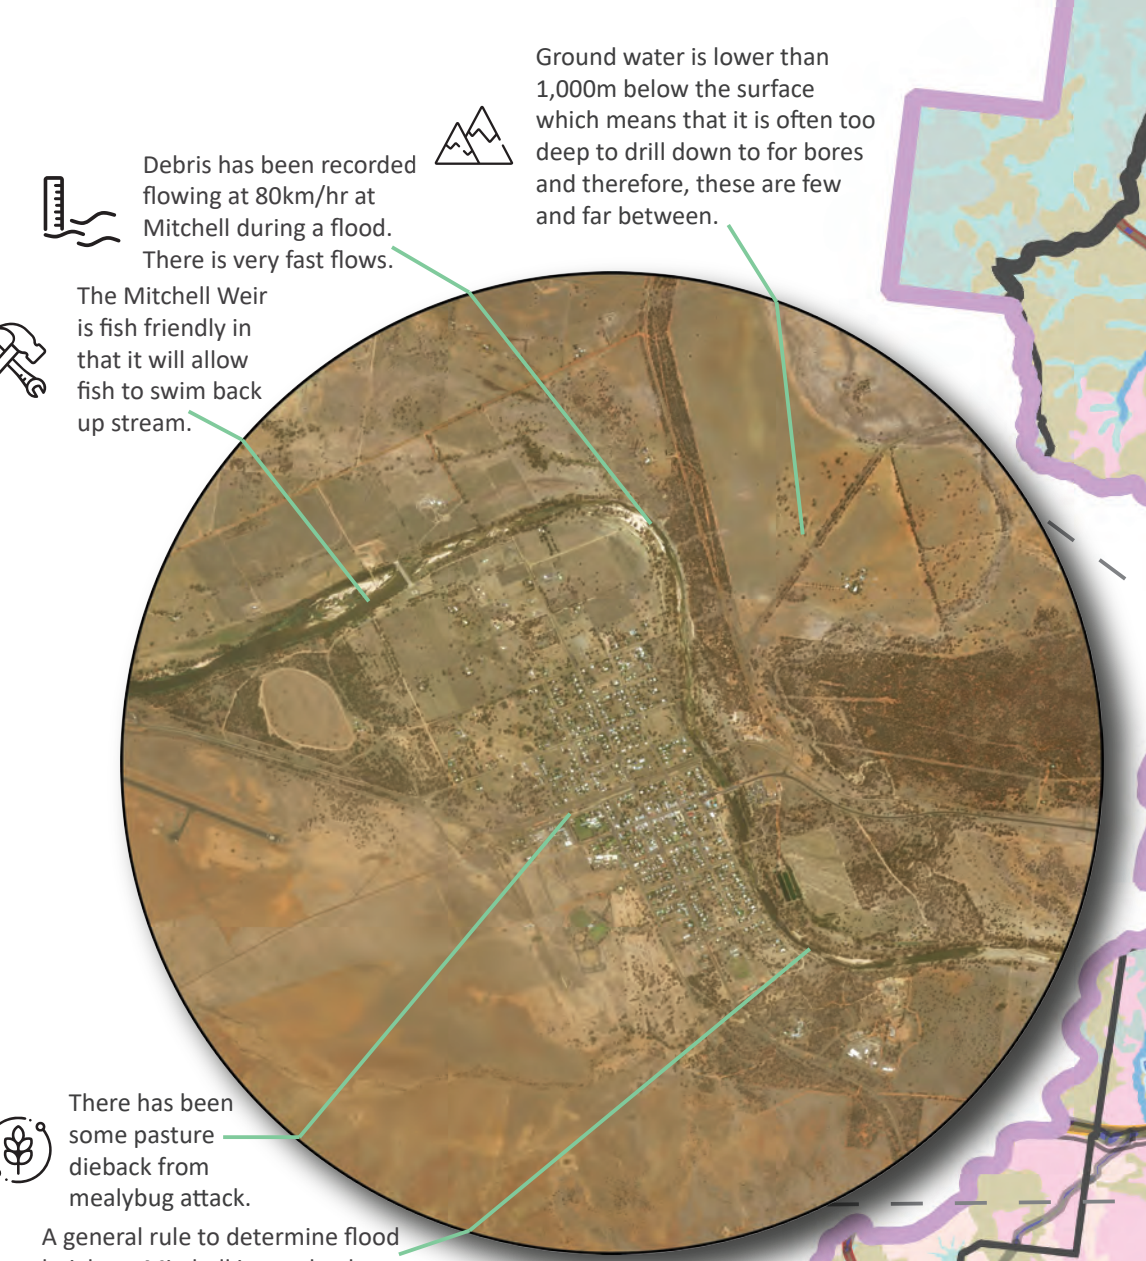 Ground water is lower than
1,000m below the surface
which means that it is often too
deep to drill down to for bores
and therefore, these are few
and far between.
Debris has been recorded
flowing at 80km/hr at
Mitchell during a flood.
There is very fast flows.
The Mitchell Weir
is fish friendly in
that it will allow
fish to swim back
up stream.
There has been
some pasture
dieback from
mealybug attack.
A general rule to determine flood